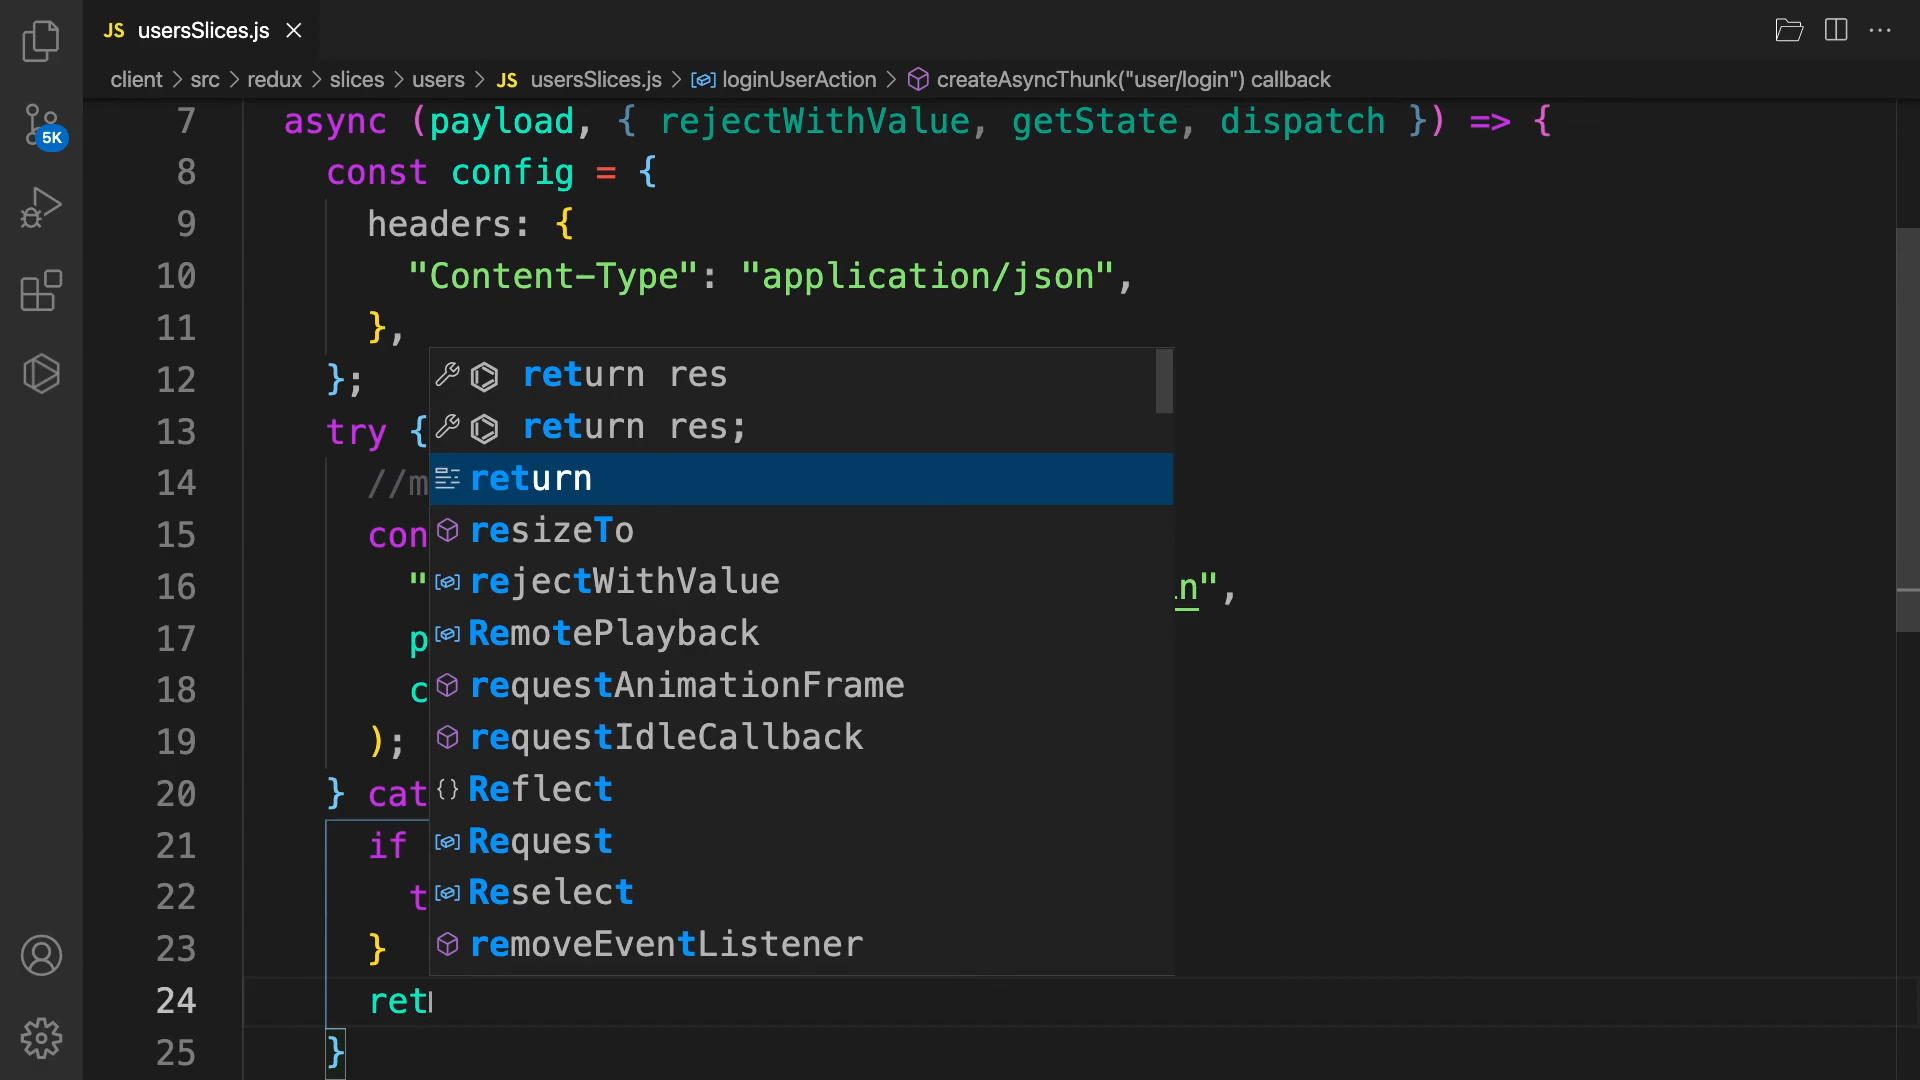 JS usersSlices.js
client > src > redux > slices > users > JS usersSlices.js > loginUserAction > createAsyncThunk("user/login") callback
5K
7 async (payload, { rejectWithValue, getState, dispatch }) => {
8 const config = {
9 headers: {
10 "Content-Type": "application/json",
11 },
12 };
13 try {
14 //m
15 con
16 " in",
17 p
18 c
19 );
20 } cat
21 if
22 t
23 }
24 ret
25 }
return res
return res;
return
resizeTo
rejectWithValue
RemotePlayback
requestAnimationFrame
requestIdleCallback
Reflect
Request
Reselect
removeEventListener